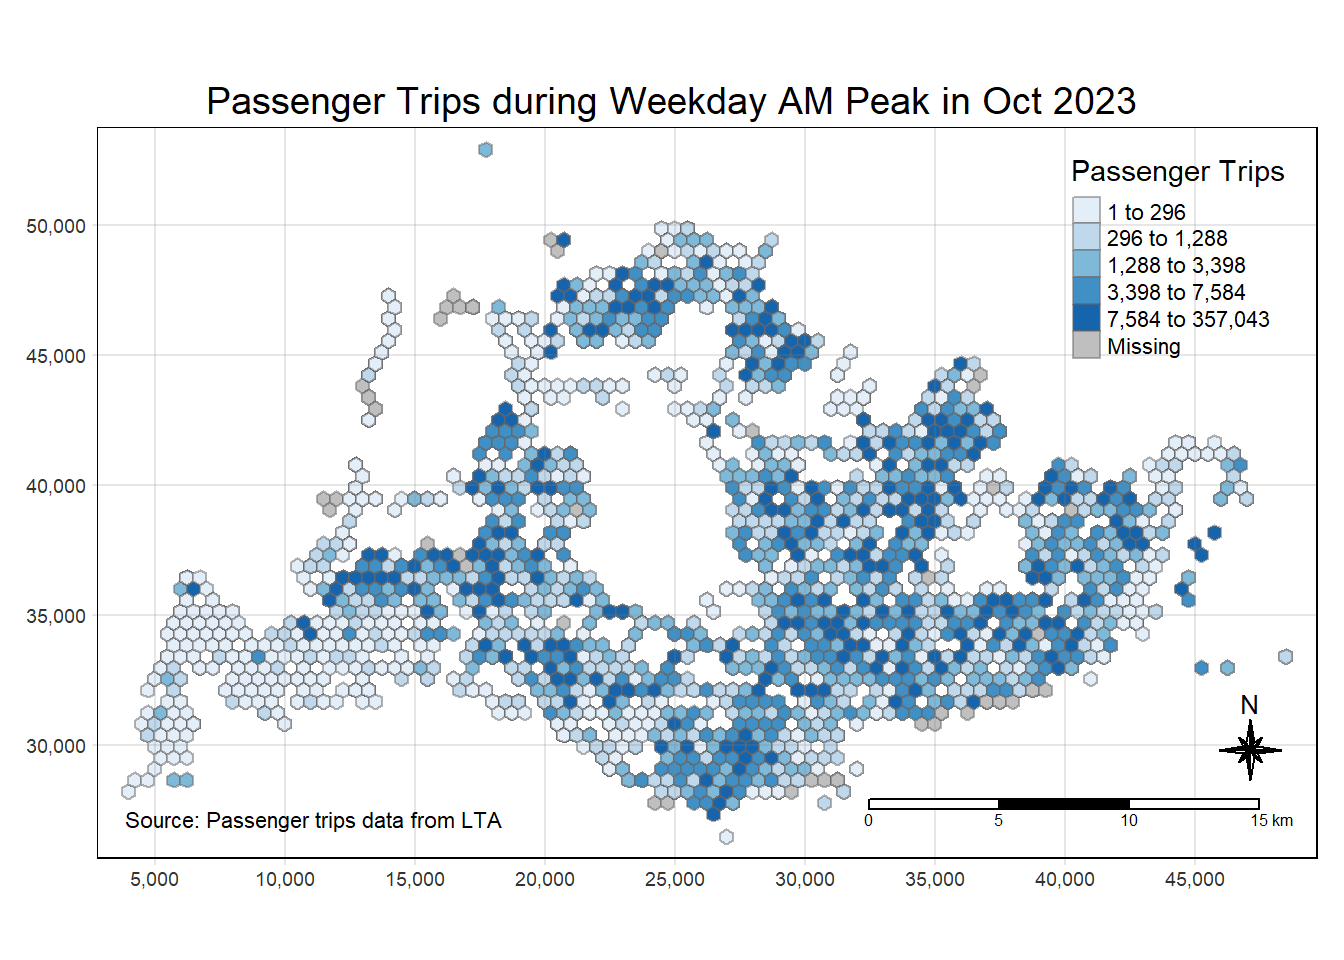 Passenger Trips during Weekday AM Peak in Oct 2023
Passenger Trips
1 to 296
296 to 1,288
1,288 to 3,398
3,398 to 7,584
7,584 to 357,043
Missing
50,000
45,000
40,000
35,000
30,000
N
0 5 10 15 km
Source: Passenger trips data from LTA
5,000 10,000 15,000 20,000 25,000 30,000 35,000 40,000 45,000